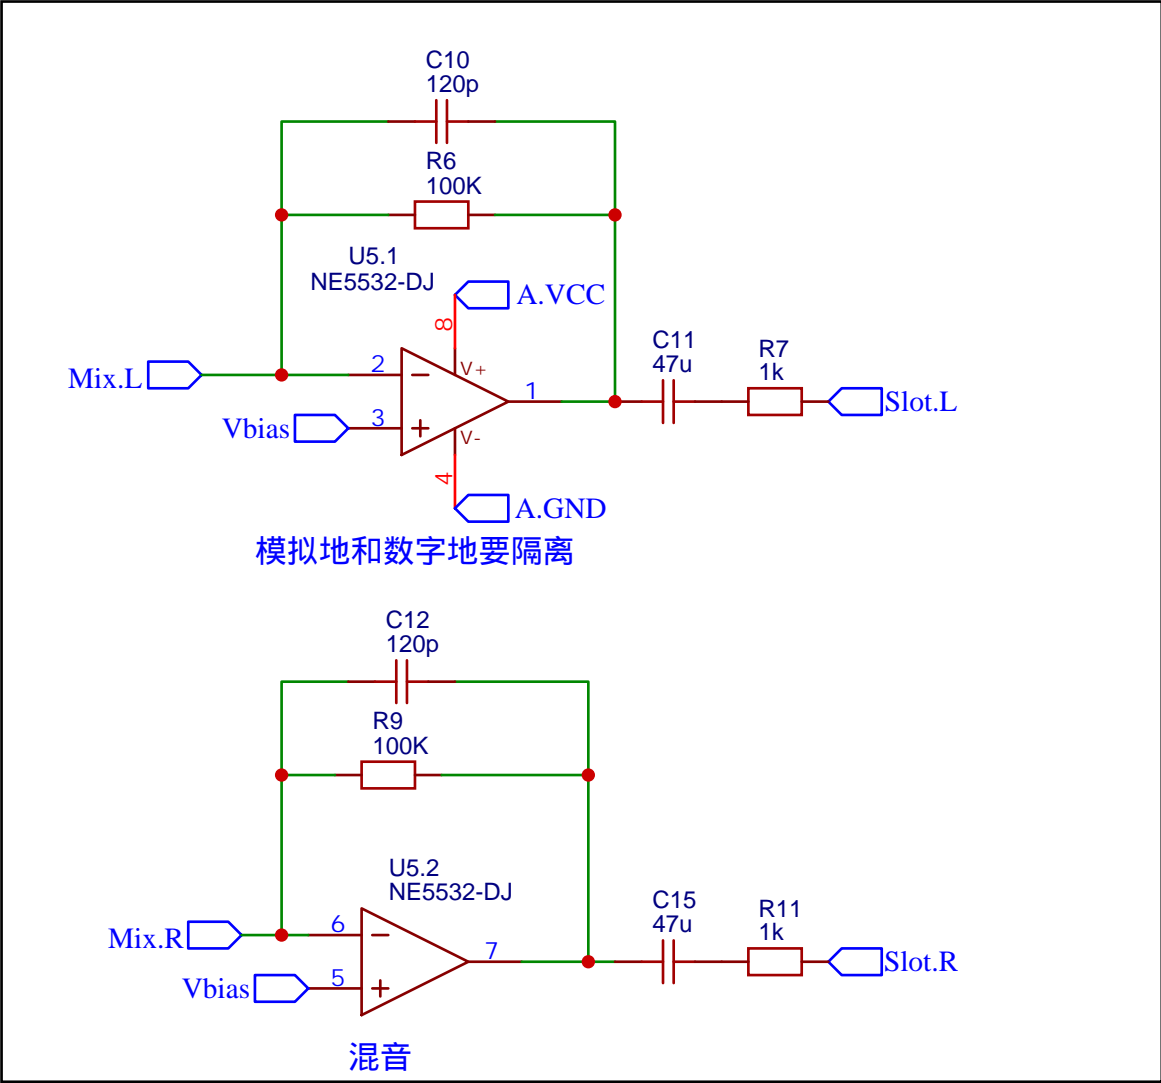 C10
120p
R6
100K
U5.1
NE5532-DJ
A.VCC
8
C11
47u
R7
1k
Mix.L
2
V+
1
Slot.L
Vbias
3
V-
4
A.GND
模拟地和数字地要隔离
C12
120p
R9
100K
U5.2
NE5532-DJ
C15
47u
R11
1k
Mix.R
6
7
Slot.R
Vbias
5
混音